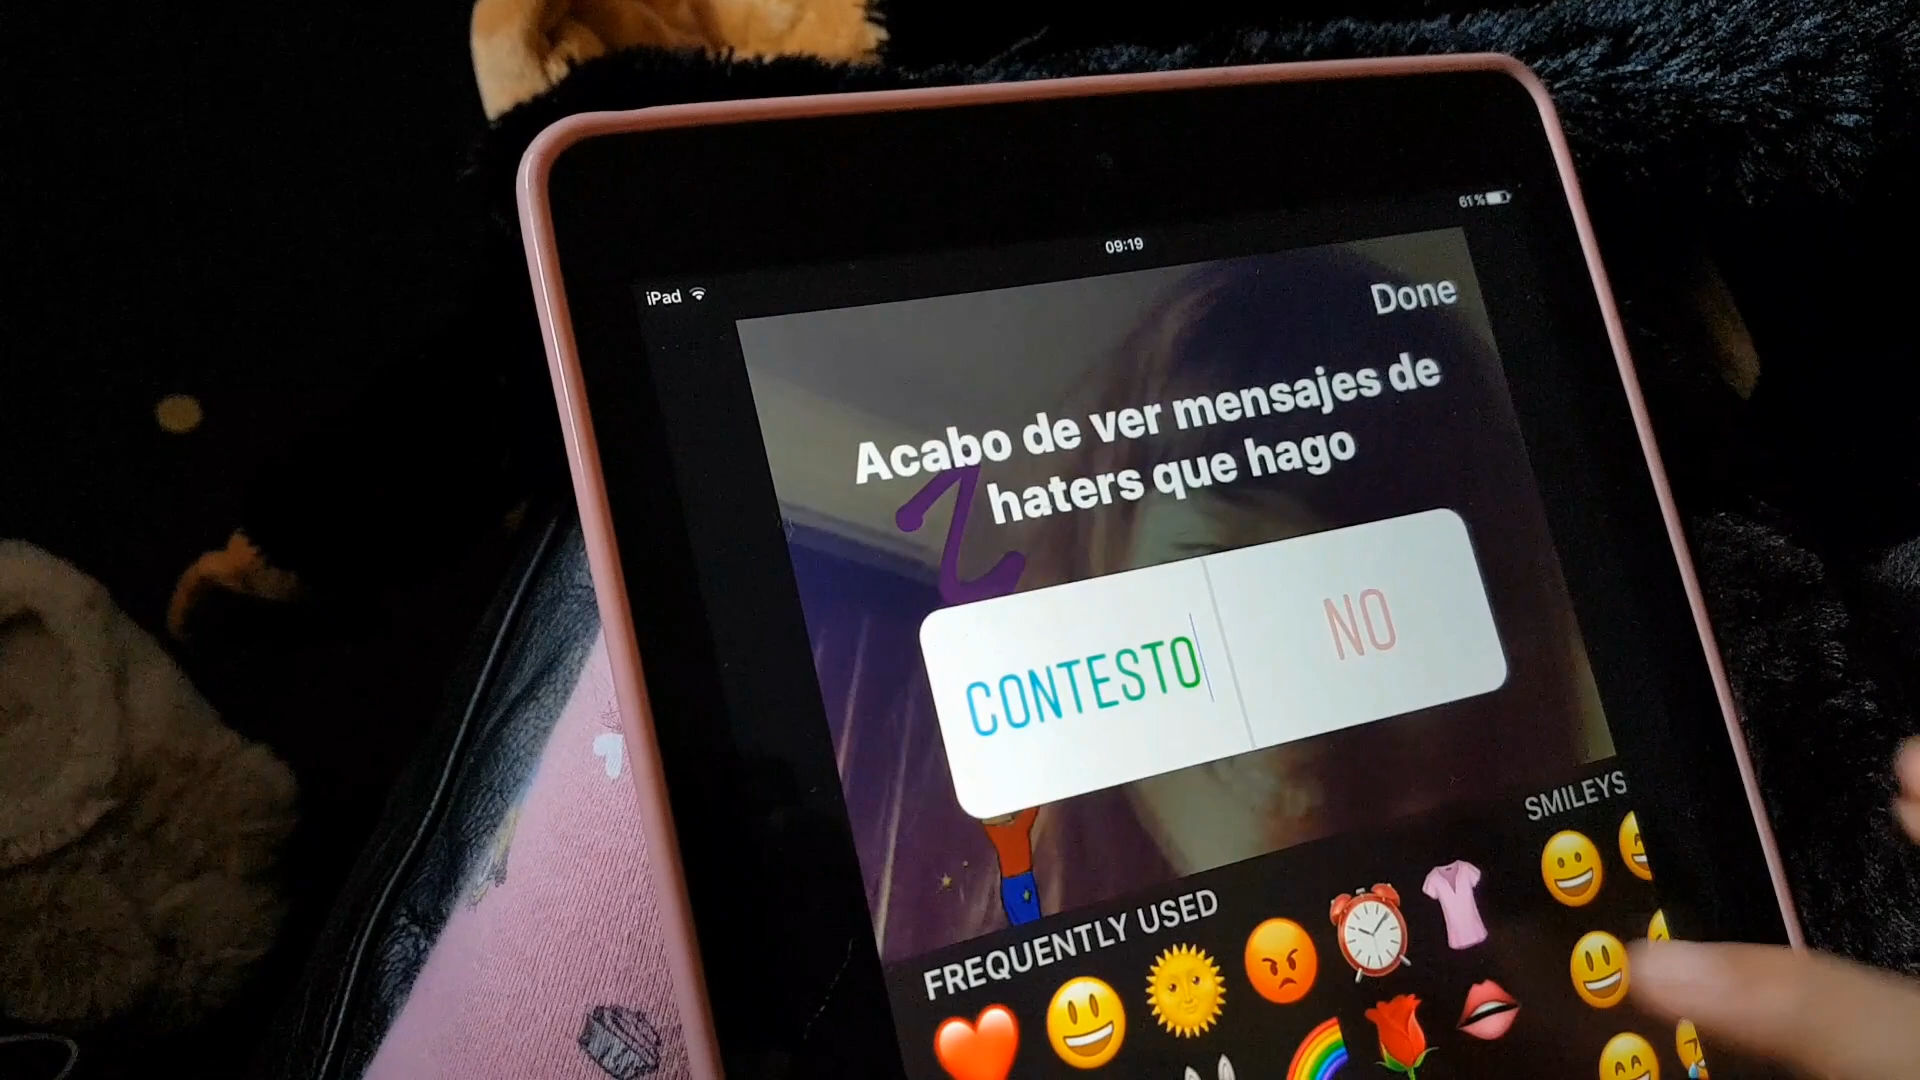 iPad
09:19
61%
Done
Acabo de ver mensajes de
haters que hago
CONTESTO
NO
FREQUENTLY USED
SMILEYS